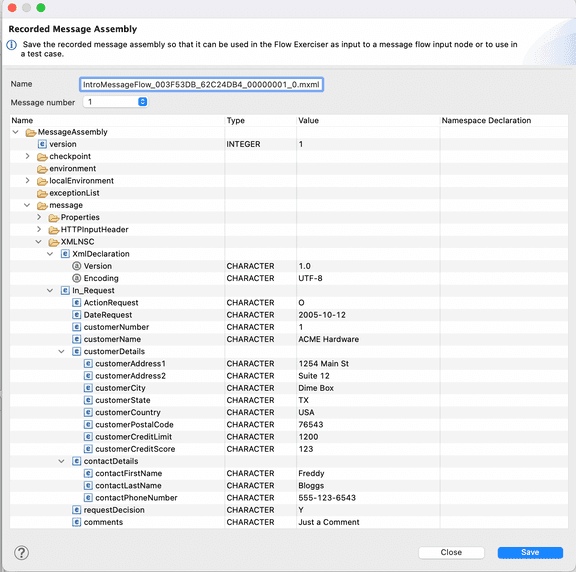 Recorded Message Assembly
Save the recorded message assembly so that it can be used in the Flow Exerciser as input to a message flow input node or to use in
a test case.
Name IntroMessageFlow_003F53DB_62C24DB4_00000001_0.mxml
Message number 1
Name Type Value Namespace Declaration
MessageAssembly
version INTEGER 1
checkpoint
environment
localEnvironment
exceptionList
message
Properties
HTTPInputHeader
XMLNSC
XmlDeclaration
Version CHARACTER 1.0
Encoding CHARACTER UTF-8
In_Request
ActionRequest CHARACTER O
DateRequest CHARACTER 2005-10-12
customerNumber CHARACTER 1
customerName CHARACTER ACME Hardware
customerDetails
customerAddress1 CHARACTER 1254 Main St
customerAddress2 CHARACTER Suite 12
customerCity CHARACTER Dime Box
customerState CHARACTER TX
customerCountry CHARACTER USA
customerPostalCode CHARACTER 76543
customerCreditLimit CHARACTER 1200
customerCreditScore CHARACTER 123
contactDetails
contactFirstName CHARACTER Freddy
contactLastName CHARACTER Bloggs
contactPhoneNumber CHARACTER 555-123-6543
requestDecision CHARACTER Y
comments CHARACTER Just a Comment
Close Save